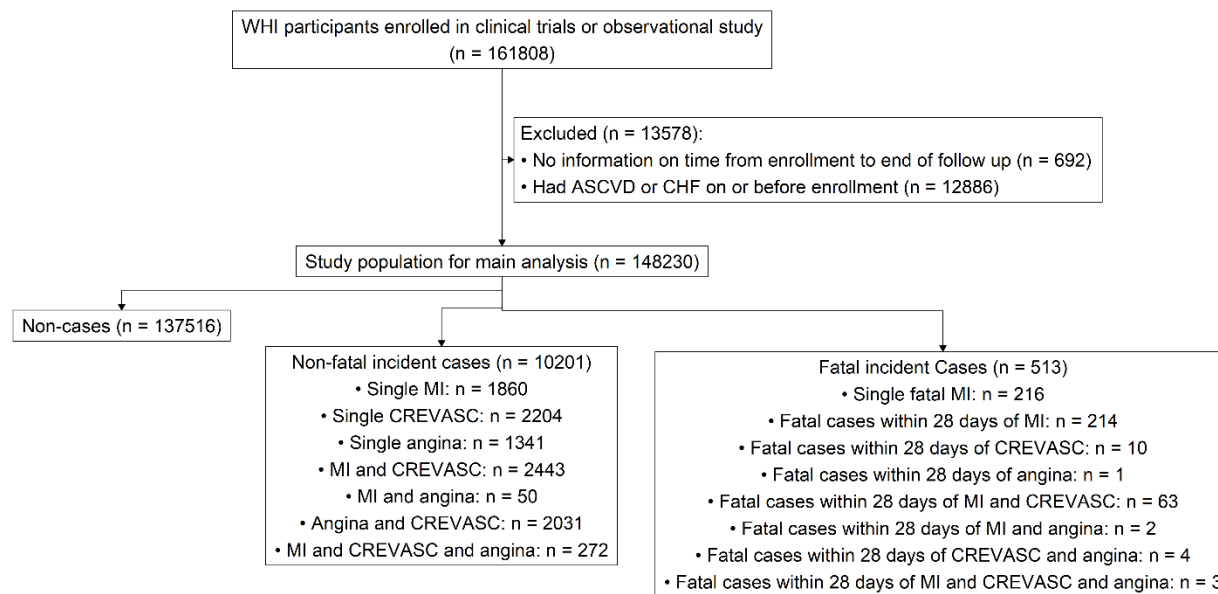 WHI participants enrolled in clinical trials or observational study
(n = 161808)
Excluded (n = 13578):
• No information on time from enrollment to end of follow up (n = 692)
• Had ASCVD or CHF on or before enrollment (n = 12886)
Study population for main analysis (n = 148230)
Non-cases (n = 137516)
Non-fatal incident cases (n = 10201)
• Single MI: n = 1860
• Single CREVASC: n = 2204
• Single angina: n = 1341
• MI and CREVASC: n = 2443
• MI and angina: n = 50
• Angina and CREVASC: n = 2031
• MI and CREVASC and angina: n = 272
Fatal incident Cases (n = 513)
• Single fatal MI: n = 216
• Fatal cases within 28 days of MI: n = 214
• Fatal cases within 28 days of CREVASC: n = 10
• Fatal cases within 28 days of angina: n = 1
• Fatal cases within 28 days of MI and CREVASC: n = 63
• Fatal cases within 28 days of MI and angina: n = 2
• Fatal cases within 28 days of CREVASC and angina: n = 4
• Fatal cases within 28 days of MI and CREVASC and angina: n = 3